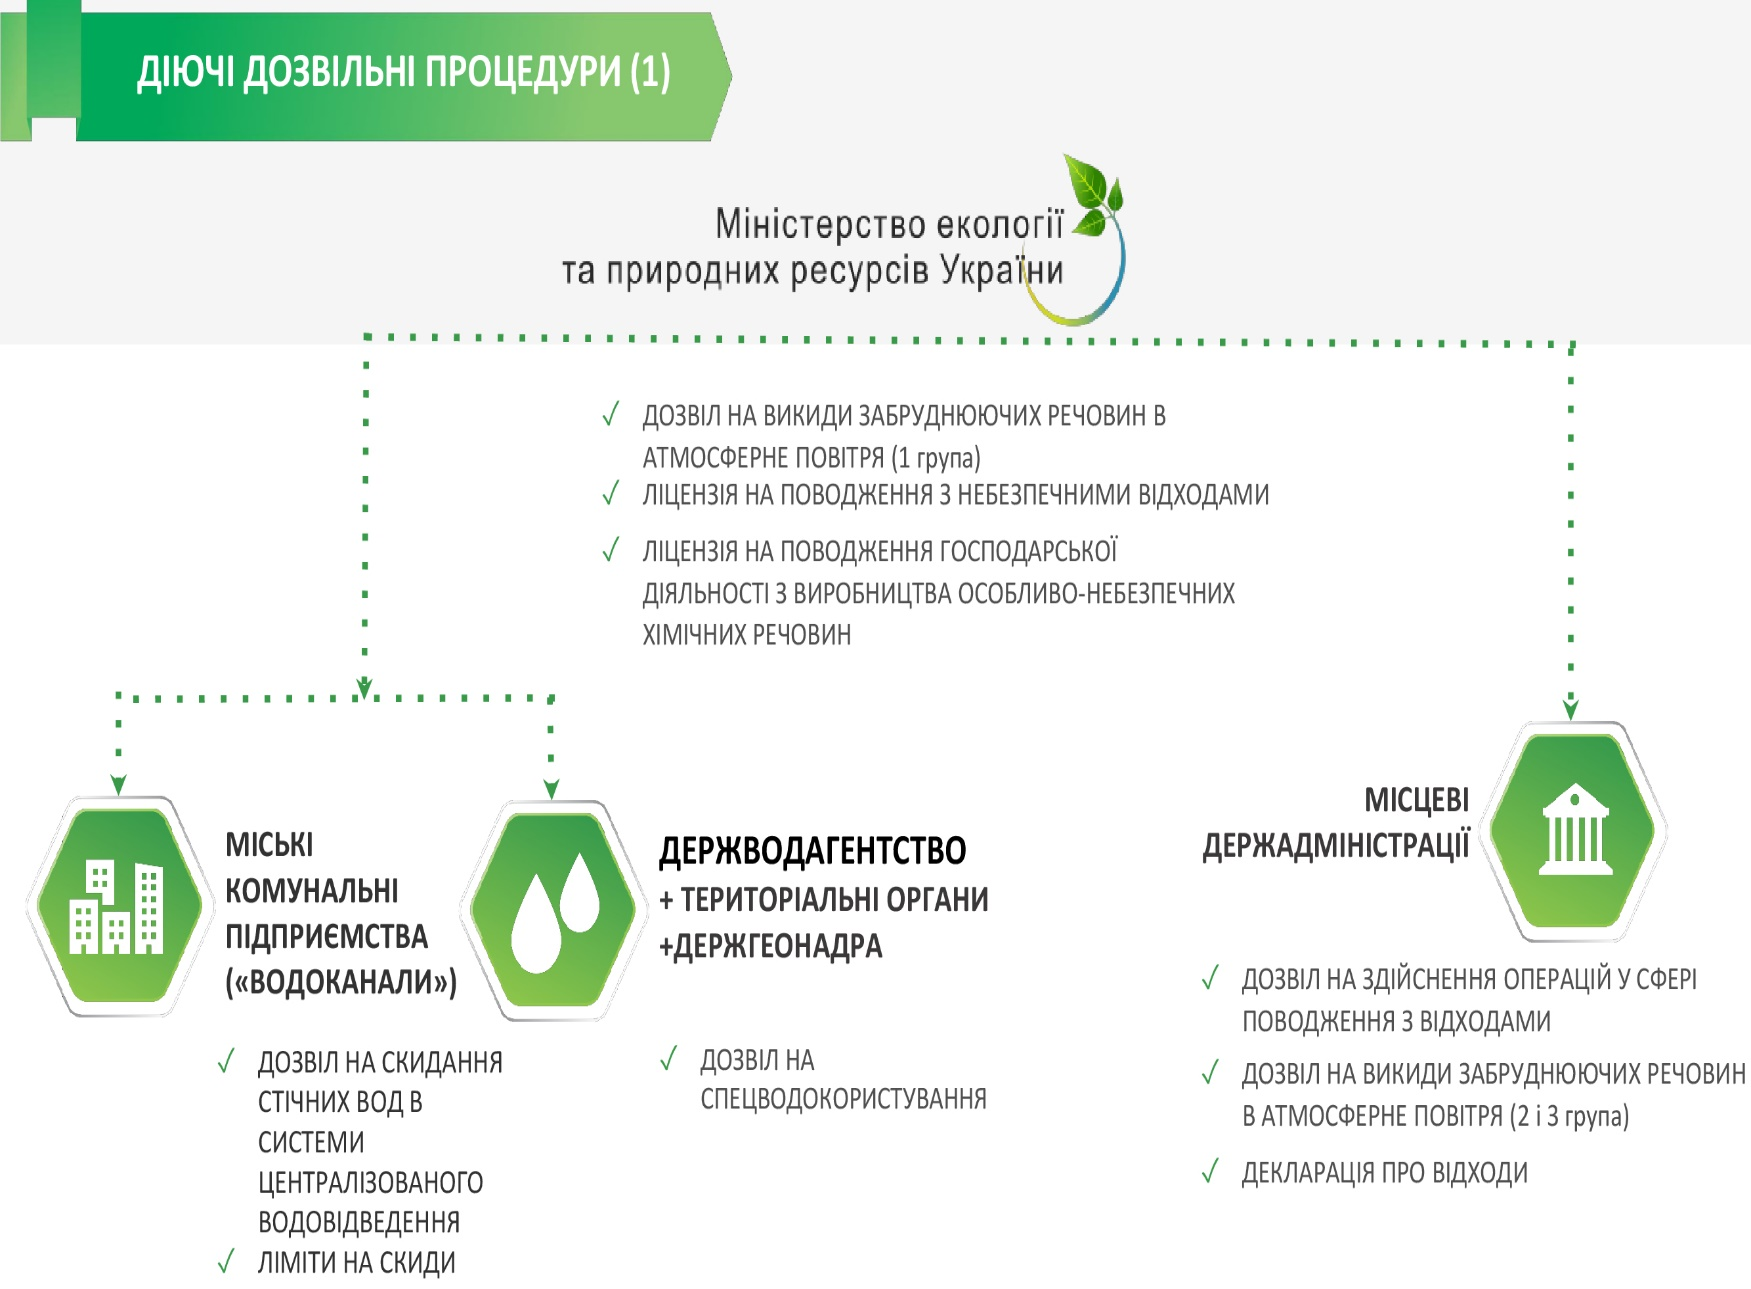 ДІЮЧІ ДОЗВІЛЬНІ ПРОЦЕДУРИ (1)
Міністерство екології
та природних ресурсів України
✓ ДОЗВІЛ НА ВИКИДИ ЗАБРУДНЮЮЧИХ РЕЧОВИН В
АТМОСФЕРНЕ ПОВІТРЯ (1 група)
✓ ЛІЦЕНЗІЯ НА ПОВОДЖЕННЯ З НЕБЕЗПЕЧНИМИ ВІДХОДАМИ
✓ ЛІЦЕНЗІЯ НА ПОВОДЖЕННЯ ГОСПОДАРСЬКОЇ
ДІЯЛЬНОСТІ З ВИРОБНИЦТВА ОСОБЛИВО-НЕБЕЗПЕЧНИХ
ХІМІЧНИХ РЕЧОВИН
МІСЬКІ
КОМУНАЛЬНІ
ПІДПРИЄМСТВА
(«ВОДОКАНАЛИ»)
✓ ДОЗВІЛ НА СКИДАННЯ
СТІЧНИХ ВОД В
СИСТЕМИ
ЦЕНТРАЛІЗОВАНОГО
ВОДОВІДВЕДЕННЯ
✓ ЛІМІТИ НА СКИДИ
ДЕРЖВОДАГЕНТСТВО
+ ТЕРИТОРІАЛЬНІ ОРГАНИ
+ДЕРЖГЕОНАДРА
✓ ДОЗВІЛ НА
СПЕЦВОДОКОРИСТУВАННЯ
МІСЦЕВІ
ДЕРЖАДМІНІСТРАЦІЇ
✓ ДОЗВІЛ НА ЗДІЙСНЕННЯ ОПЕРАЦІЙ У СФЕРІ
ПОВОДЖЕННЯ З ВІДХОДАМИ
✓ ДОЗВІЛ НА ВИКИДИ ЗАБРУДНЮЮЧИХ РЕЧОВИН
В АТМОСФЕРНЕ ПОВІТРЯ (2 і 3 група)
✓ ДЕКЛАРАЦІЯ ПРО ВІДХОДИ